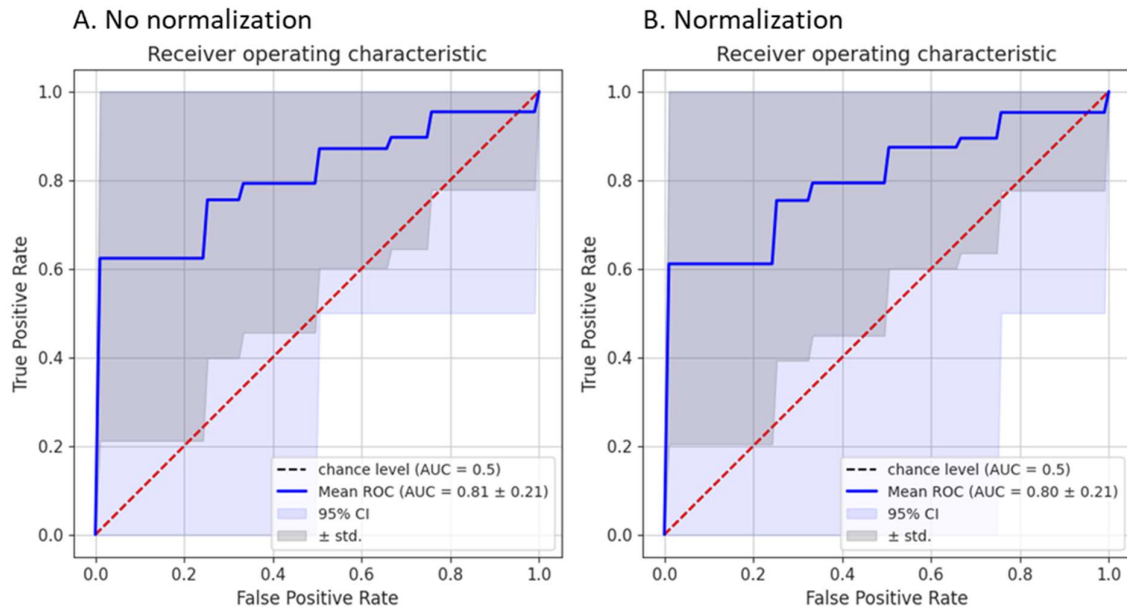 A. No normalization
Receiver operating characteristic
1.0
0.8
0.6
0.4
0.2
0.0
True Positive Rate
chance level (AUC = 0.5)
Mean ROC (AUC = 0.81 ± 0.21)
95% CI
± std.
0.0 0.2 0.4 0.6 0.8 1.0
False Positive Rate
B. Normalization
Receiver operating characteristic
1.0
0.8
0.6
0.4
0.2
0.0
True Positive Rate
chance level (AUC = 0.5)
Mean ROC (AUC = 0.80 ± 0.21)
95% CI
± std.
0.0 0.2 0.4 0.6 0.8 1.0
False Positive Rate